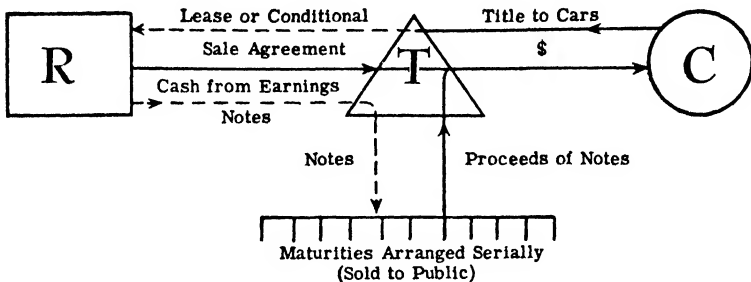 Lease or Conditional
Title to Cars
R
Sale Agreement
T
$
C
Cash from Earnings
Notes
Notes
Proceeds of Notes
Maturities Arranged Serially
(Sold to Public)